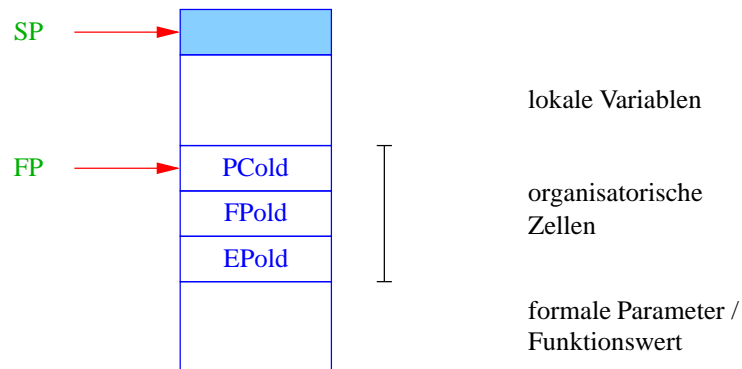 SP
lokale Variablen
FP
PCold
FPold
EPold
organisatorische
Zellen
formale Parameter /
Funktionswert